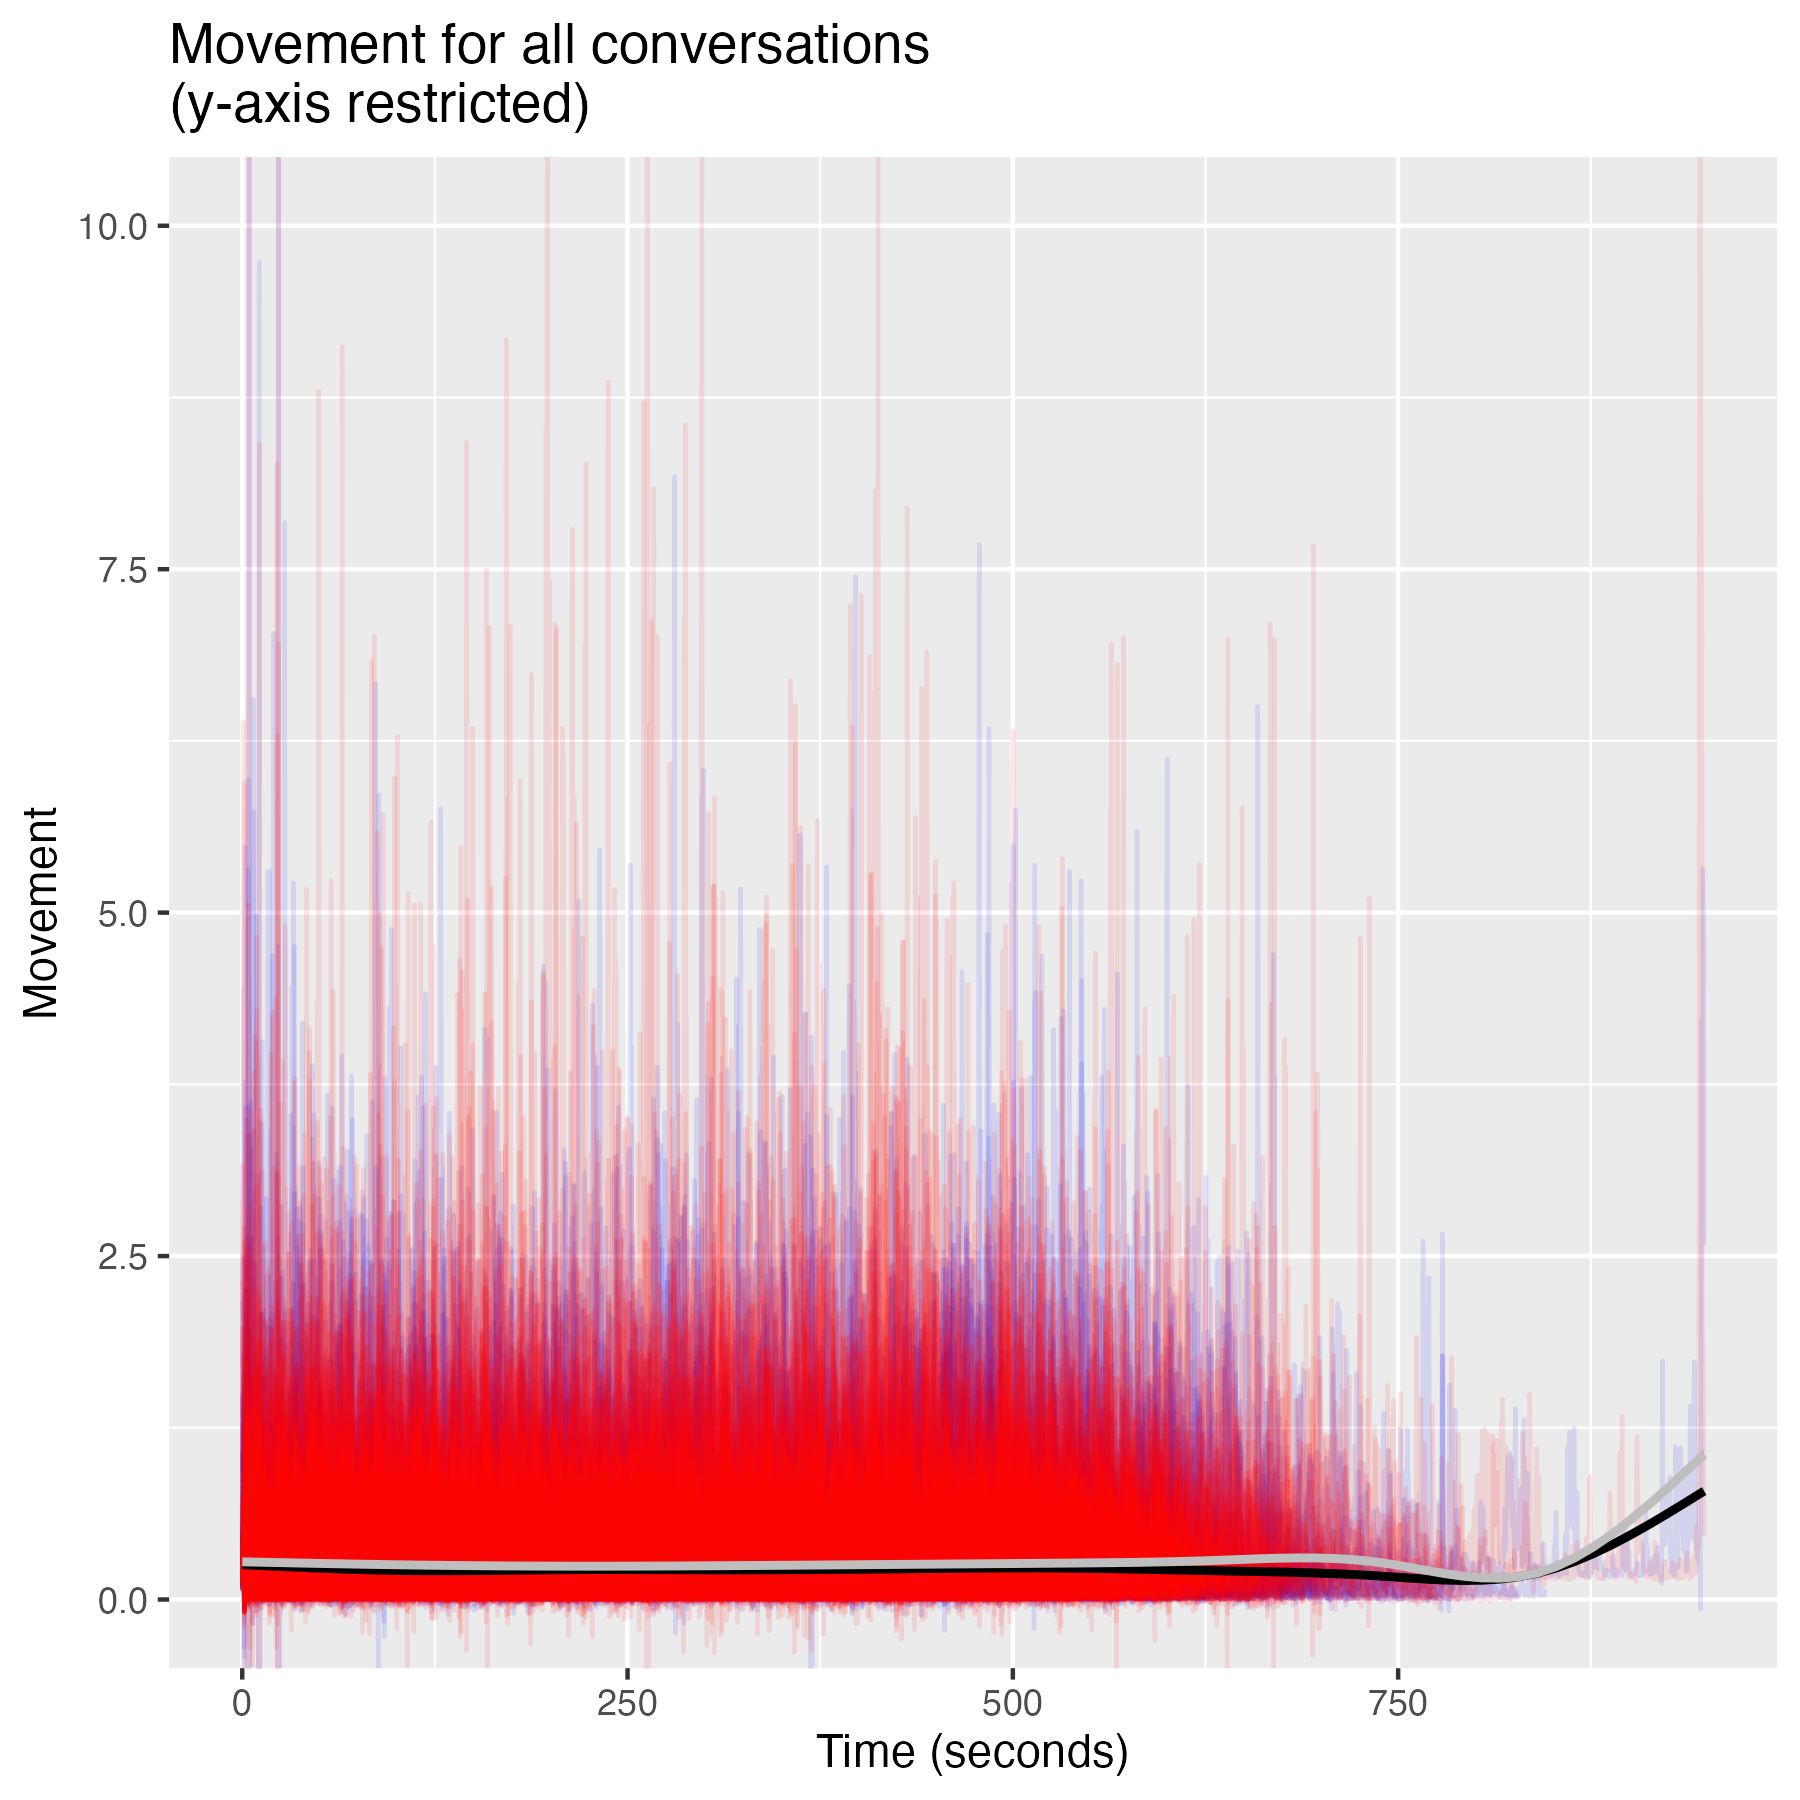 Movement for all conversations
(y-axis restricted)
10.0
7.5
5.0
2.5
0.0
Movement
0
250
500
750
Time (seconds)